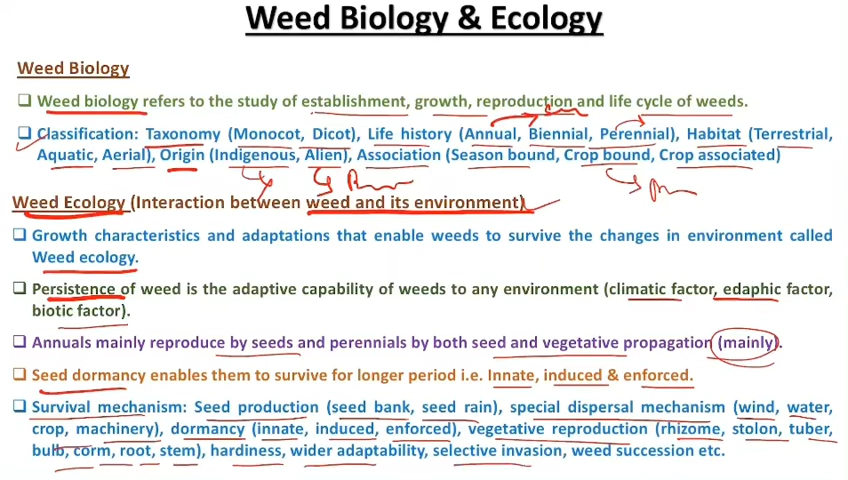 Weed Biology & Ecology
Weed Biology
Weed biology refers to the study of establishment, growth, reproduction and life cycle of weeds.
Classification: Taxonomy (Monocot, Dicot), Life history (Annual, Biennial, Perennial), Habitat (Terrestrial,
Aquatic, Aerial), Origin (Indigenous, Alien), Association (Season bound, Crop bound, Crop associated)
Weed Ecology (Interaction between weed and its environment)
Growth characteristics and adaptations that enable weeds to survive the changes in environment called
Weed ecology.
Persistence of weed is the adaptive capability of weeds to any environment (climatic factor, edaphic factor,
biotic factor).
Annuals mainly reproduce by seeds and perennials by both seed and vegetative propagation (mainly).
Seed dormancy enables them to survive for longer period i.e. Innate, induced & enforced.
Survival mechanism: Seed production (seed bank, seed rain), special dispersal mechanism (wind, water,
crop, machinery), dormancy (innate, induced, enforced), vegetative reproduction (rhizome, stolon, tuber,
bulb, corm, root, stem), hardiness, wider adaptability, selective invasion, weed succession etc.